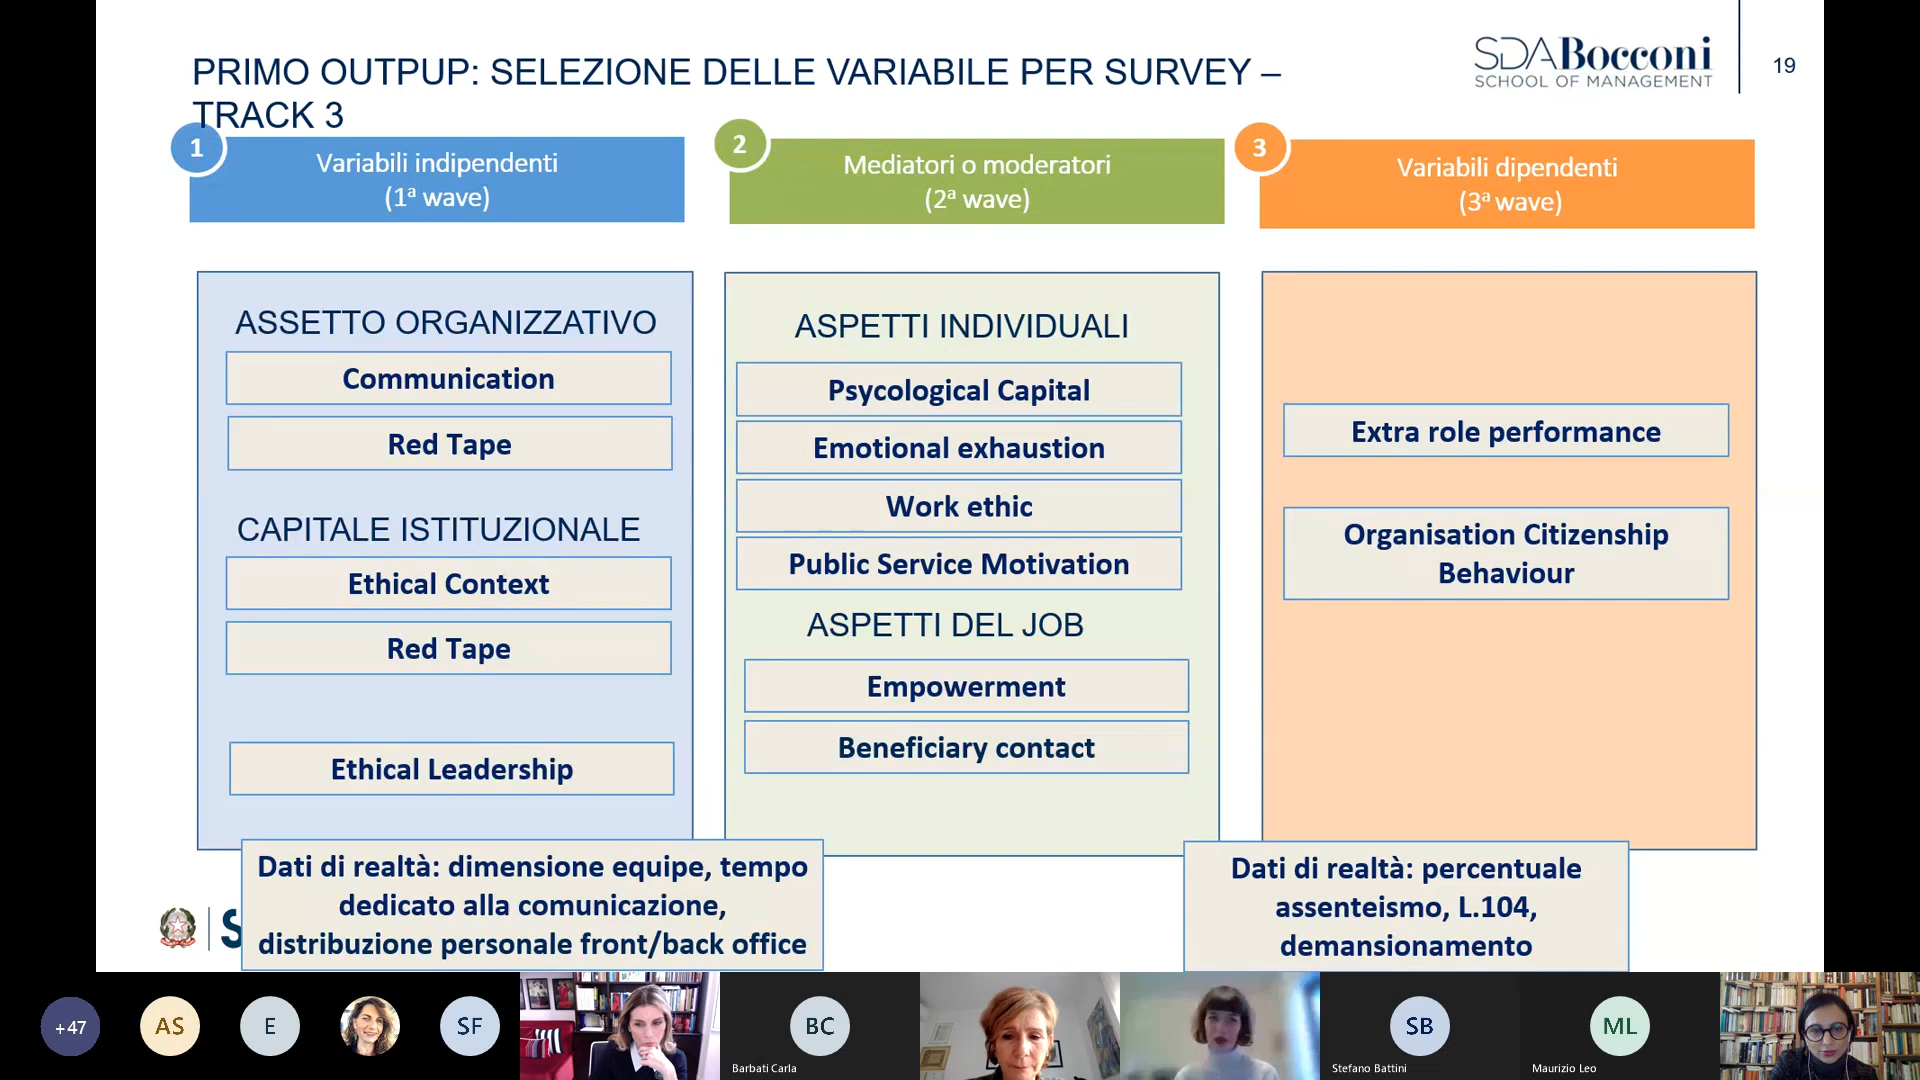 PRIMO OUTPUP: SELEZIONE DELLE VARIABILE PER SURVEY –
TRACK 3
SDA Bocconi
SCHOOL OF MANAGEMENT
19
1
Variabili indipendenti
(1ª wave)
2
Mediatori o moderatori
(2ª wave)
3
Variabili dipendenti
(3ª wave)
ASSETTO ORGANIZZATIVO
Communication
Red Tape
CAPITALE ISTITUZIONALE
Ethical Context
Red Tape
Ethical Leadership
ASPETTI INDIVIDUALI
Psycological Capital
Emotional exhaustion
Work ethic
Public Service Motivation
ASPETTI DEL JOB
Empowerment
Beneficiary contact
Extra role performance
Organisation Citizenship
Behaviour
S
Dati di realtà: dimensione equipe, tempo
dedicato alla comunicazione,
distribuzione personale front/back office
Dati di realtà: percentuale
assenteismo, L.104,
demansionamento
+47
AS
E
SF
BC
Barbati Carla
SB
Stefano Battini
ML
Maurizio Leo